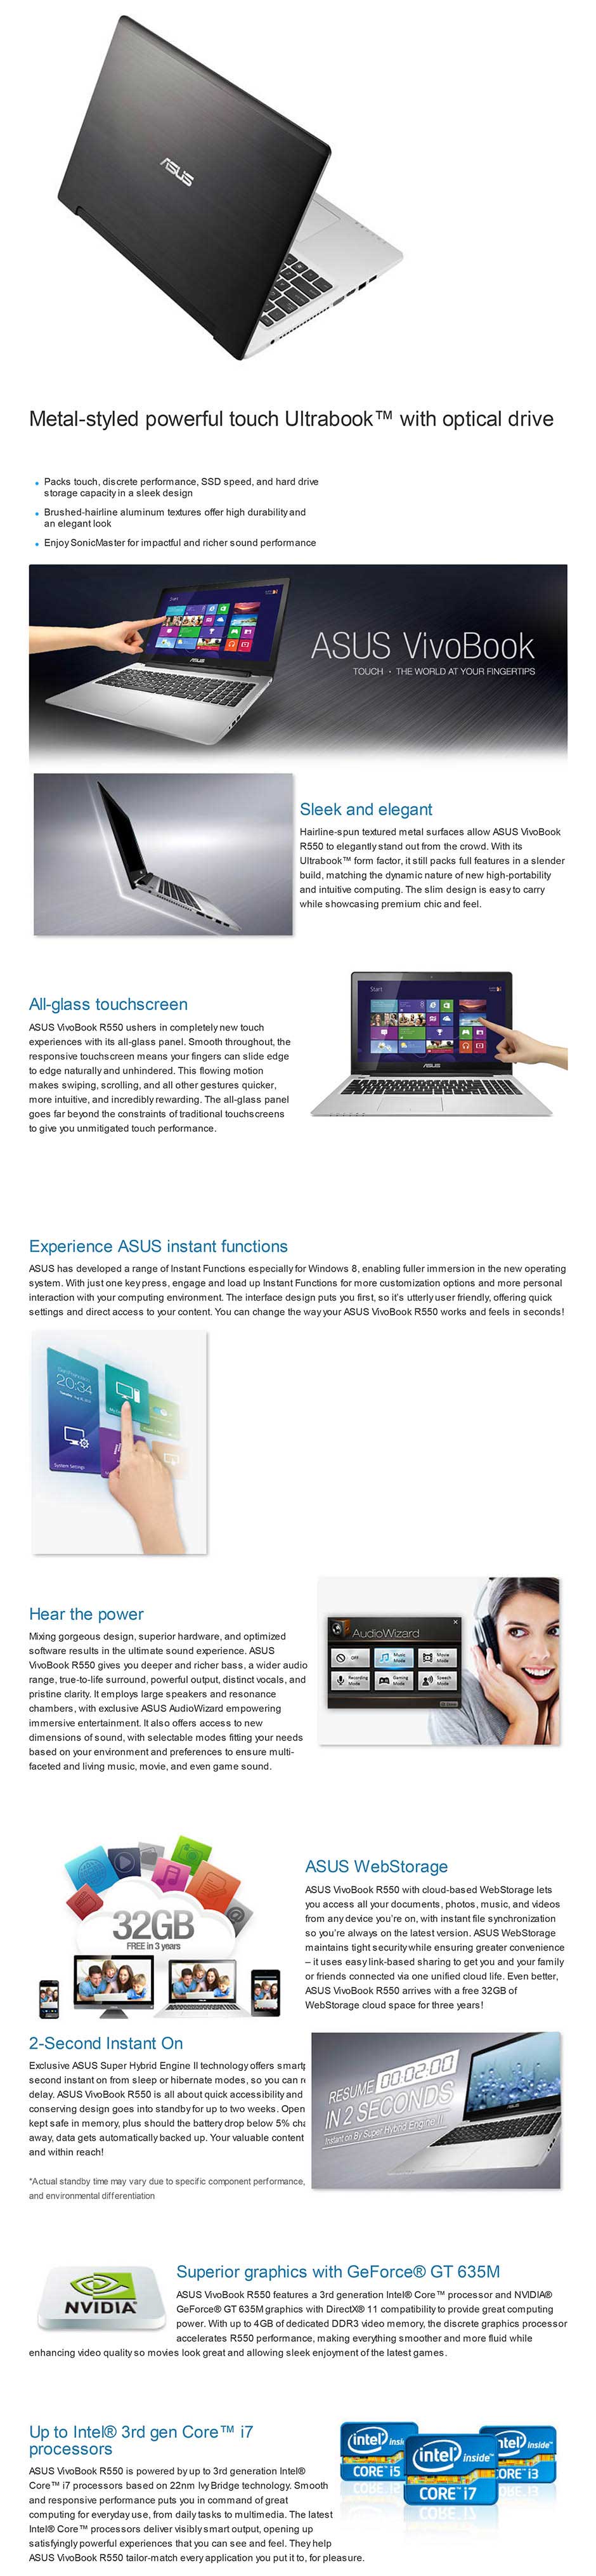 ASUS
Metal-styled powerful touch Ultrabook™ with optical drive
Packs touch, discrete performance, SSD speed, and hard drive
storage capacity in a sleek design
Brushed-hairline aluminum textures offer high durability and
an elegant look
Enjoy SonicMaster for impactful and richer sound performance
Start
ASUS
ASUS VivoBook
TOUCH · THE WORLD AT YOUR FINGERTIPS
Sleek and elegant
Hairline-spun textured metal surfaces allow ASUS VivoBook
R550 to elegantly stand out from the crowd. With its
Ultrabook™ form factor, it still packs full features in a slender
build, matching the dynamic nature of new high-portability
and intuitive computing. The slim design is easy to carry
while showcasing premium chic and feel.
All-glass touchscreen
ASUS VivoBook R550 ushers in completely new touch
experiences with its all-glass panel. Smooth throughout, the
responsive touchscreen means your fingers can slide edge
to edge naturally and unhindered. This flowing motion
makes swiping, scrolling, and all other gestures quicker,
more intuitive, and incredibly rewarding. The all-glass panel
goes far beyond the constraints of traditional touchscreens
to give you unmitigated touch performance.
Start
ASUS
Experience ASUS instant functions
ASUS has developed a range of Instant Functions especially for Windows 8, enabling fuller immersion in the new operating
system. With just one key press, engage and load up Instant Functions for more customization options and more personal
interaction with your computing environment. The interface design puts you first, so it's utterly user friendly, offering quick
settings and direct access to your content. You can change the way your ASUS VivoBook R550 works and feels in seconds!
San Francisco
20:34
System Settings
Hear the power
Mixing gorgeous design, superior hardware, and optimized
software results in the ultimate sound experience. ASUS
VivoBook R550 gives you deeper and richer bass, a wider audio
range, true-to-life surround, powerful output, distinct vocals, and
pristine clarity. It employs large speakers and resonance
chambers, with exclusive ASUS AudioWizard empowering
immersive entertainment. It also offers access to new
dimensions of sound, with selectable modes fitting your needs
based on your environment and preferences to ensure multi-
faceted and living music, movie, and even game sound.
AudioWizard
OFF
Music Mode
Movie Mode
Recording Mode
Gaming Mode
Speech Mode
32GB
FREE in 3 years
ASUS WebStorage
ASUS VivoBook R550 with cloud-based WebStorage lets
you access all your documents, photos, music, and videos
from any device you're on, with instant file synchronization
so you're always on the latest version. ASUS WebStorage
maintains tight security while ensuring greater convenience
– it uses easy link-based sharing to get you and your family
or friends connected via one unified cloud life. Even better,
ASUS VivoBook R550 arrives with a free 32GB of
WebStorage cloud space for three years!
2-Second Instant On
Exclusive ASUS Super Hybrid Engine II technology offers smart
second instant on from sleep or hibernate modes, so you can
delay. ASUS VivoBook R550 is all about quick accessibility and
conserving design goes into standby for up to two weeks. Open
kept safe in memory, plus should the battery drop below 5% cha
away, data gets automatically backed up. Your valuable content
and within reach!
*Actual standby time may vary due to specific component performance,
and environmental differentiation
RESUME 00:02:00
IN 2 SECONDS
Instant on By Super Hybrid Engine II
NVIDIA
Superior graphics with GeForce® GT 635M
ASUS VivoBook R550 features a 3rd generation Intel® Core™ processor and NVIDIA®
GeForce® GT 635M graphics with DirectX® 11 compatibility to provide great computing
power. With up to 4GB of dedicated DDR3 video memory, the discrete graphics processor
accelerates R550 performance, making everything smoother and more fluid while
enhancing video quality so movies look great and allowing sleek enjoyment of the latest games.
Up to Intel® 3rd gen Core™ i7
processors
ASUS VivoBook R550 is powered by up to 3rd generation Intel®
Core™ i7 processors based on 22nm Ivy Bridge technology. Smooth
and responsive performance puts you in command of great
computing for everyday use, from daily tasks to multimedia. The latest
Intel® Core™ processors deliver visibly smart output, opening up
satisfyingly powerful experiences that you can see and feel. They help
ASUS VivoBook R550 tailor-match every application you put it to, for pleasure.
(intel) insi
CORE i5
(intel) inside™
CORE i7
ntel) inside™
ORE i3